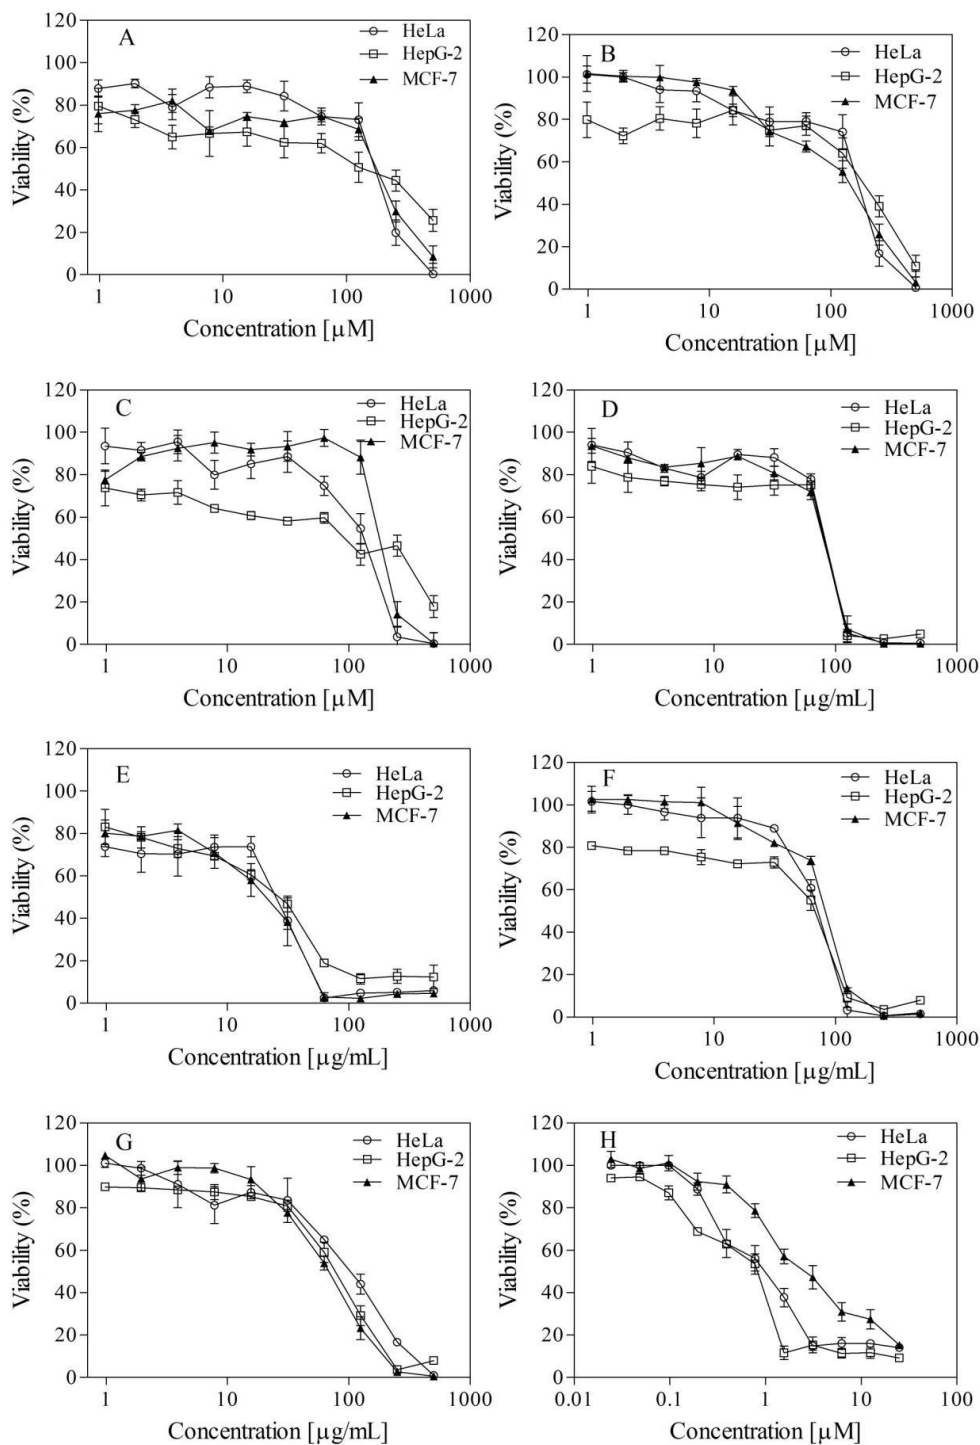 A
HeLa
HepG-2
MCF-7
Viability (%)
120
100
80
60
40
20
0
1
10
100
1000
Concentration [μM]
B
HeLa
HepG-2
MCF-7
Viability (%)
120
100
80
60
40
20
0
1
10
100
1000
Concentration [μM]
C
HeLa
HepG-2
MCF-7
Viability (%)
120
100
80
60
40
20
0
1
10
100
1000
Concentration [μM]
D
HeLa
HepG-2
MCF-7
Viability (%)
120
100
80
60
40
20
0
1
10
100
1000
Concentration [μg/mL]
E
HeLa
HepG-2
MCF-7
Viability (%)
120
100
80
60
40
20
0
1
10
100
1000
Concentration [μg/mL]
F
HeLa
HepG-2
MCF-7
Viability (%)
120
100
80
60
40
20
0
1
10
100
1000
Concentration [μg/mL]
G
HeLa
HepG-2
MCF-7
Viability (%)
120
100
80
60
40
20
0
1
10
100
1000
Concentration [μg/mL]
H
HeLa
HepG-2
MCF-7
Viability (%)
120
100
80
60
40
20
0
0.01
0.1
1
10
100
Concentration [μM]